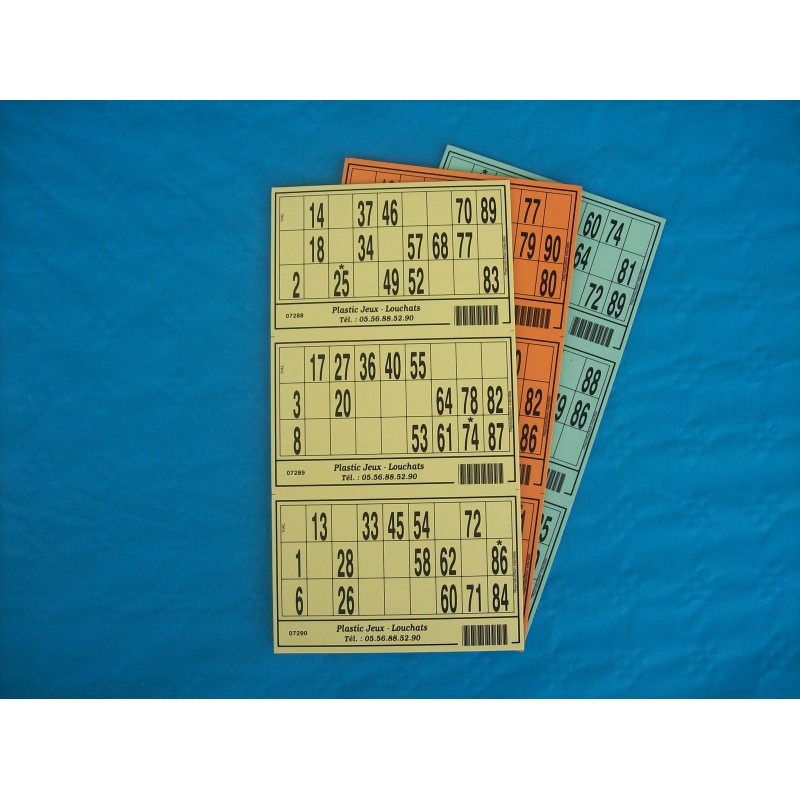 VAL
14 37 46 70 89
18 34 57 68 77
2 25* 49 52 83
07288 Plastic Jeux - Louchats
Tél. : 05.56.88.52.90
VAL
17 27 36 40 55
3 20 64 78 82
8 53 61 74* 87
07289 Plastic Jeux - Louchats
Tél. : 05.56.88.52.90
VAL
13 33 45 54 72
1 28 58 62 86*
6 26 60 71 84
07290 Plastic Jeux - Louchats
Tél. : 05.56.88.52.90
77
79 90
80
82
86
60 74
64 81
72 89
88
86